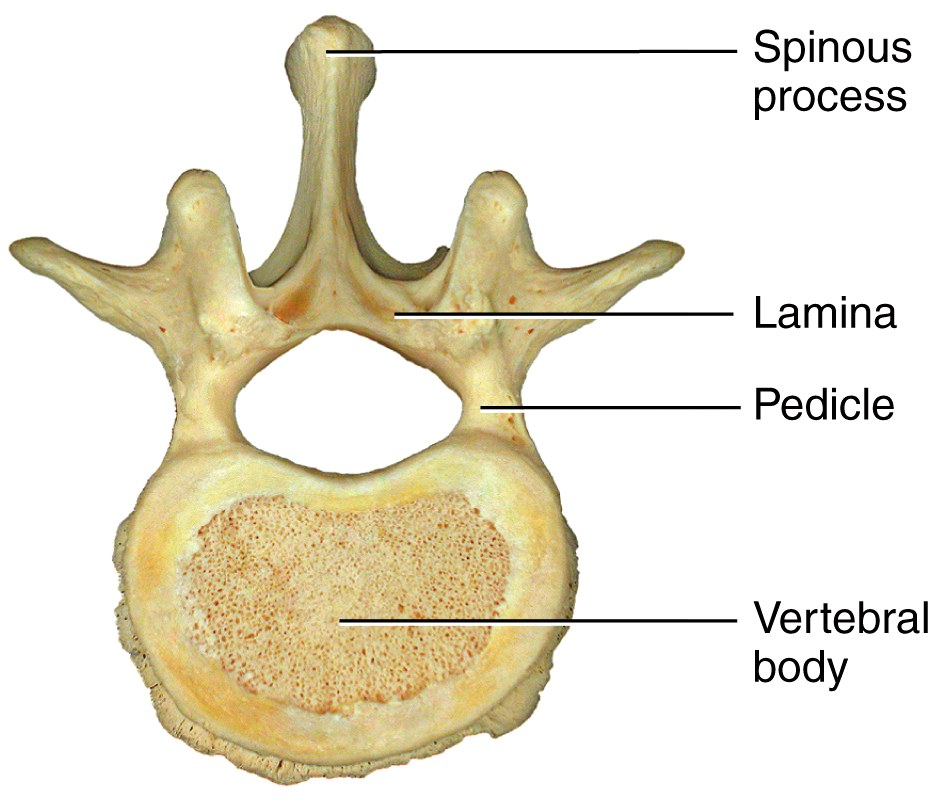 Spinous
process
Lamina
Pedicle
Vertebral
body